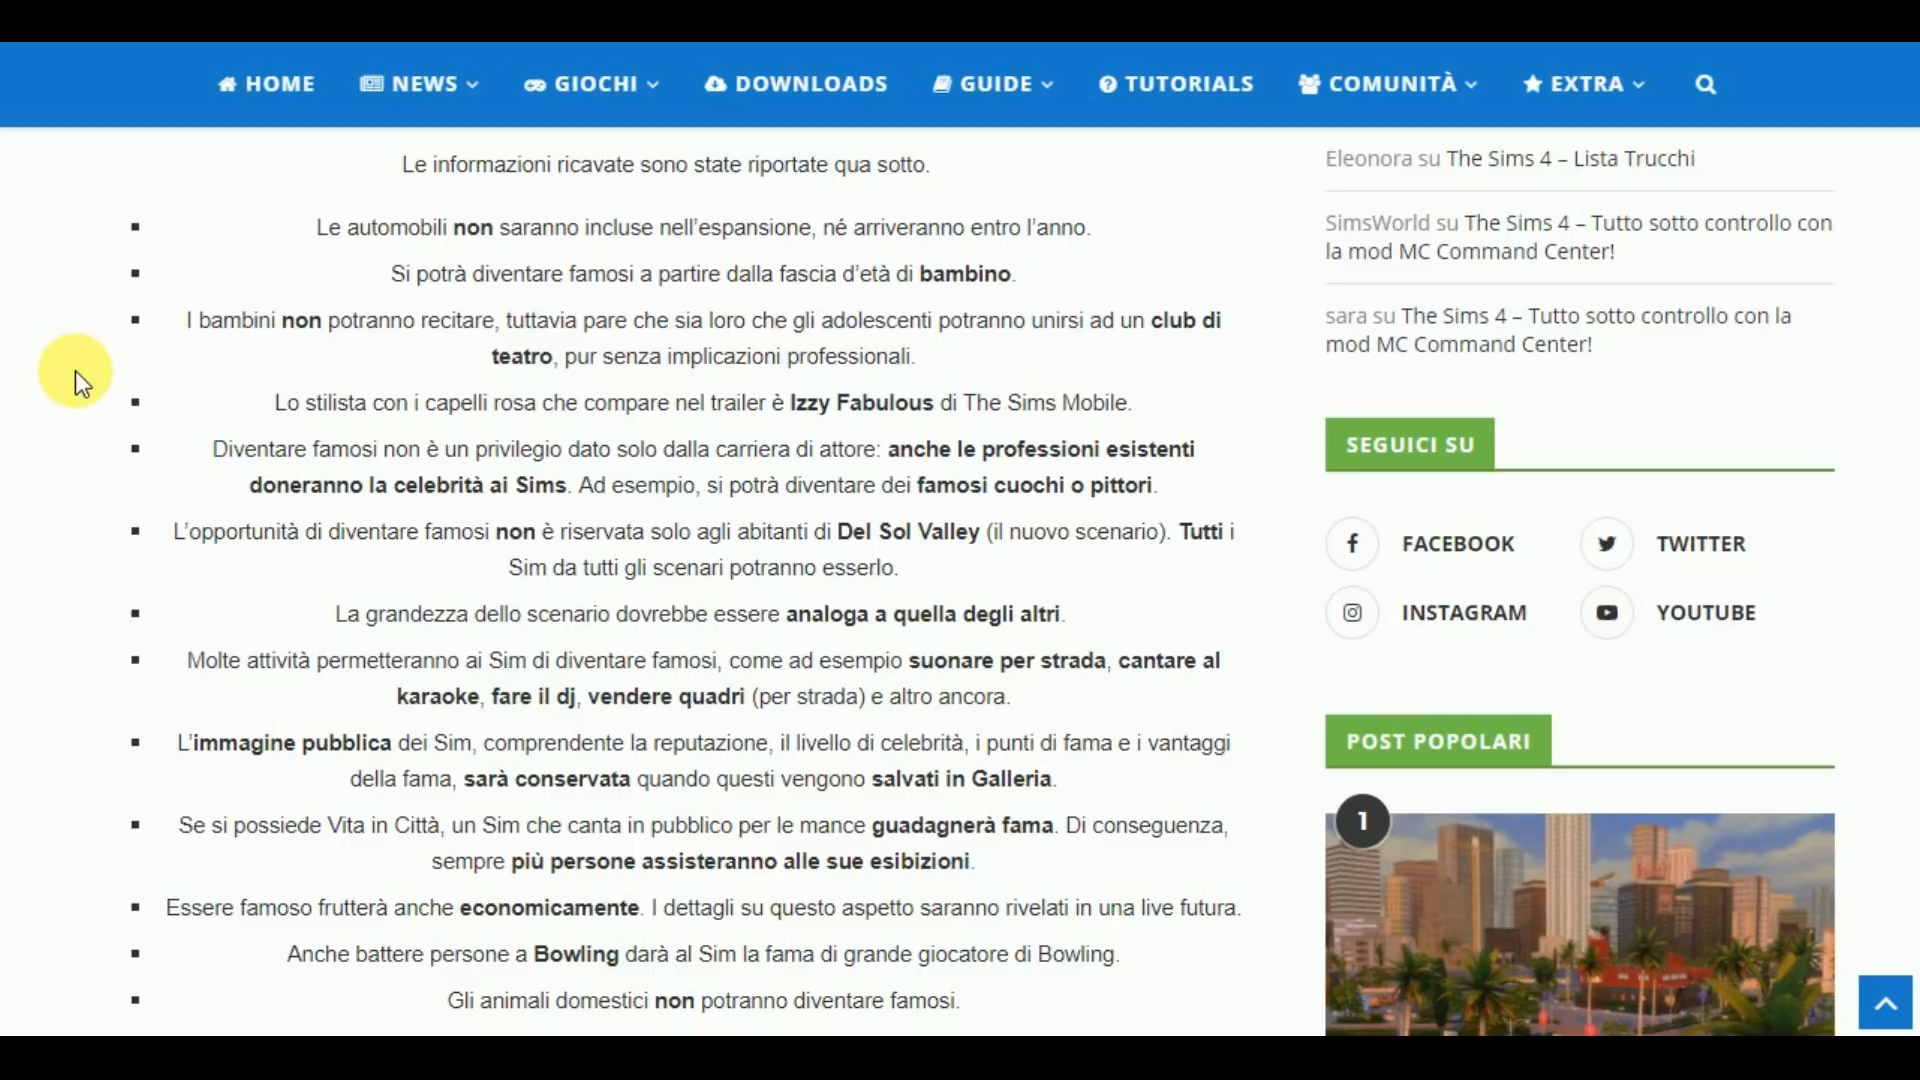 HOME NEWS GIOCHI DOWNLOADS GUIDE TUTORIALS COMUNITÀ EXTRA
Le informazioni ricavate sono state riportate qua sotto.
Le automobili non saranno incluse nell’espansione, né arriveranno entro l’anno.
Si potrà diventare famosi a partire dalla fascia d’età di bambino.
I bambini non potranno recitare, tuttavia pare che sia loro che gli adolescenti potranno unirsi ad un club di
teatro, pur senza implicazioni professionali.
Lo stilista con i capelli rosa che compare nel trailer è Izzy Fabulous di The Sims Mobile.
Diventare famosi non è un privilegio dato solo dalla carriera di attore: anche le professioni esistenti
doneranno la celebrità ai Sims. Ad esempio, si potrà diventare dei famosi cuochi o pittori.
L’opportunità di diventare famosi non è riservata solo agli abitanti di Del Sol Valley (il nuovo scenario). Tutti i
Sim da tutti gli scenari potranno esserlo.
La grandezza dello scenario dovrebbe essere analoga a quella degli altri.
Molte attività permetteranno ai Sim di diventare famosi, come ad esempio suonare per strada, cantare al
karaoke, fare il dj, vendere quadri (per strada) e altro ancora.
L’immagine pubblica dei Sim, comprendente la reputazione, il livello di celebrità, i punti di fama e i vantaggi
della fama, sarà conservata quando questi vengono salvati in Galleria.
Se si possiede Vita in Città, un Sim che canta in pubblico per le mance guadagnerà fama. Di conseguenza,
sempre più persone assisteranno alle sue esibizioni.
Essere famoso frutterà anche economicamente. I dettagli su questo aspetto saranno rivelati in una live futura.
Anche battere persone a Bowling darà al Sim la fama di grande giocatore di Bowling.
Gli animali domestici non potranno diventare famosi.
Eleonora su The Sims 4 – Lista Trucchi
SimsWorld su The Sims 4 – Tutto sotto controllo con
la mod MC Command Center!
sara su The Sims 4 – Tutto sotto controllo con la
mod MC Command Center!
SEGUICI SU
FACEBOOK TWITTER
INSTAGRAM YOUTUBE
POST POPOLARI
1